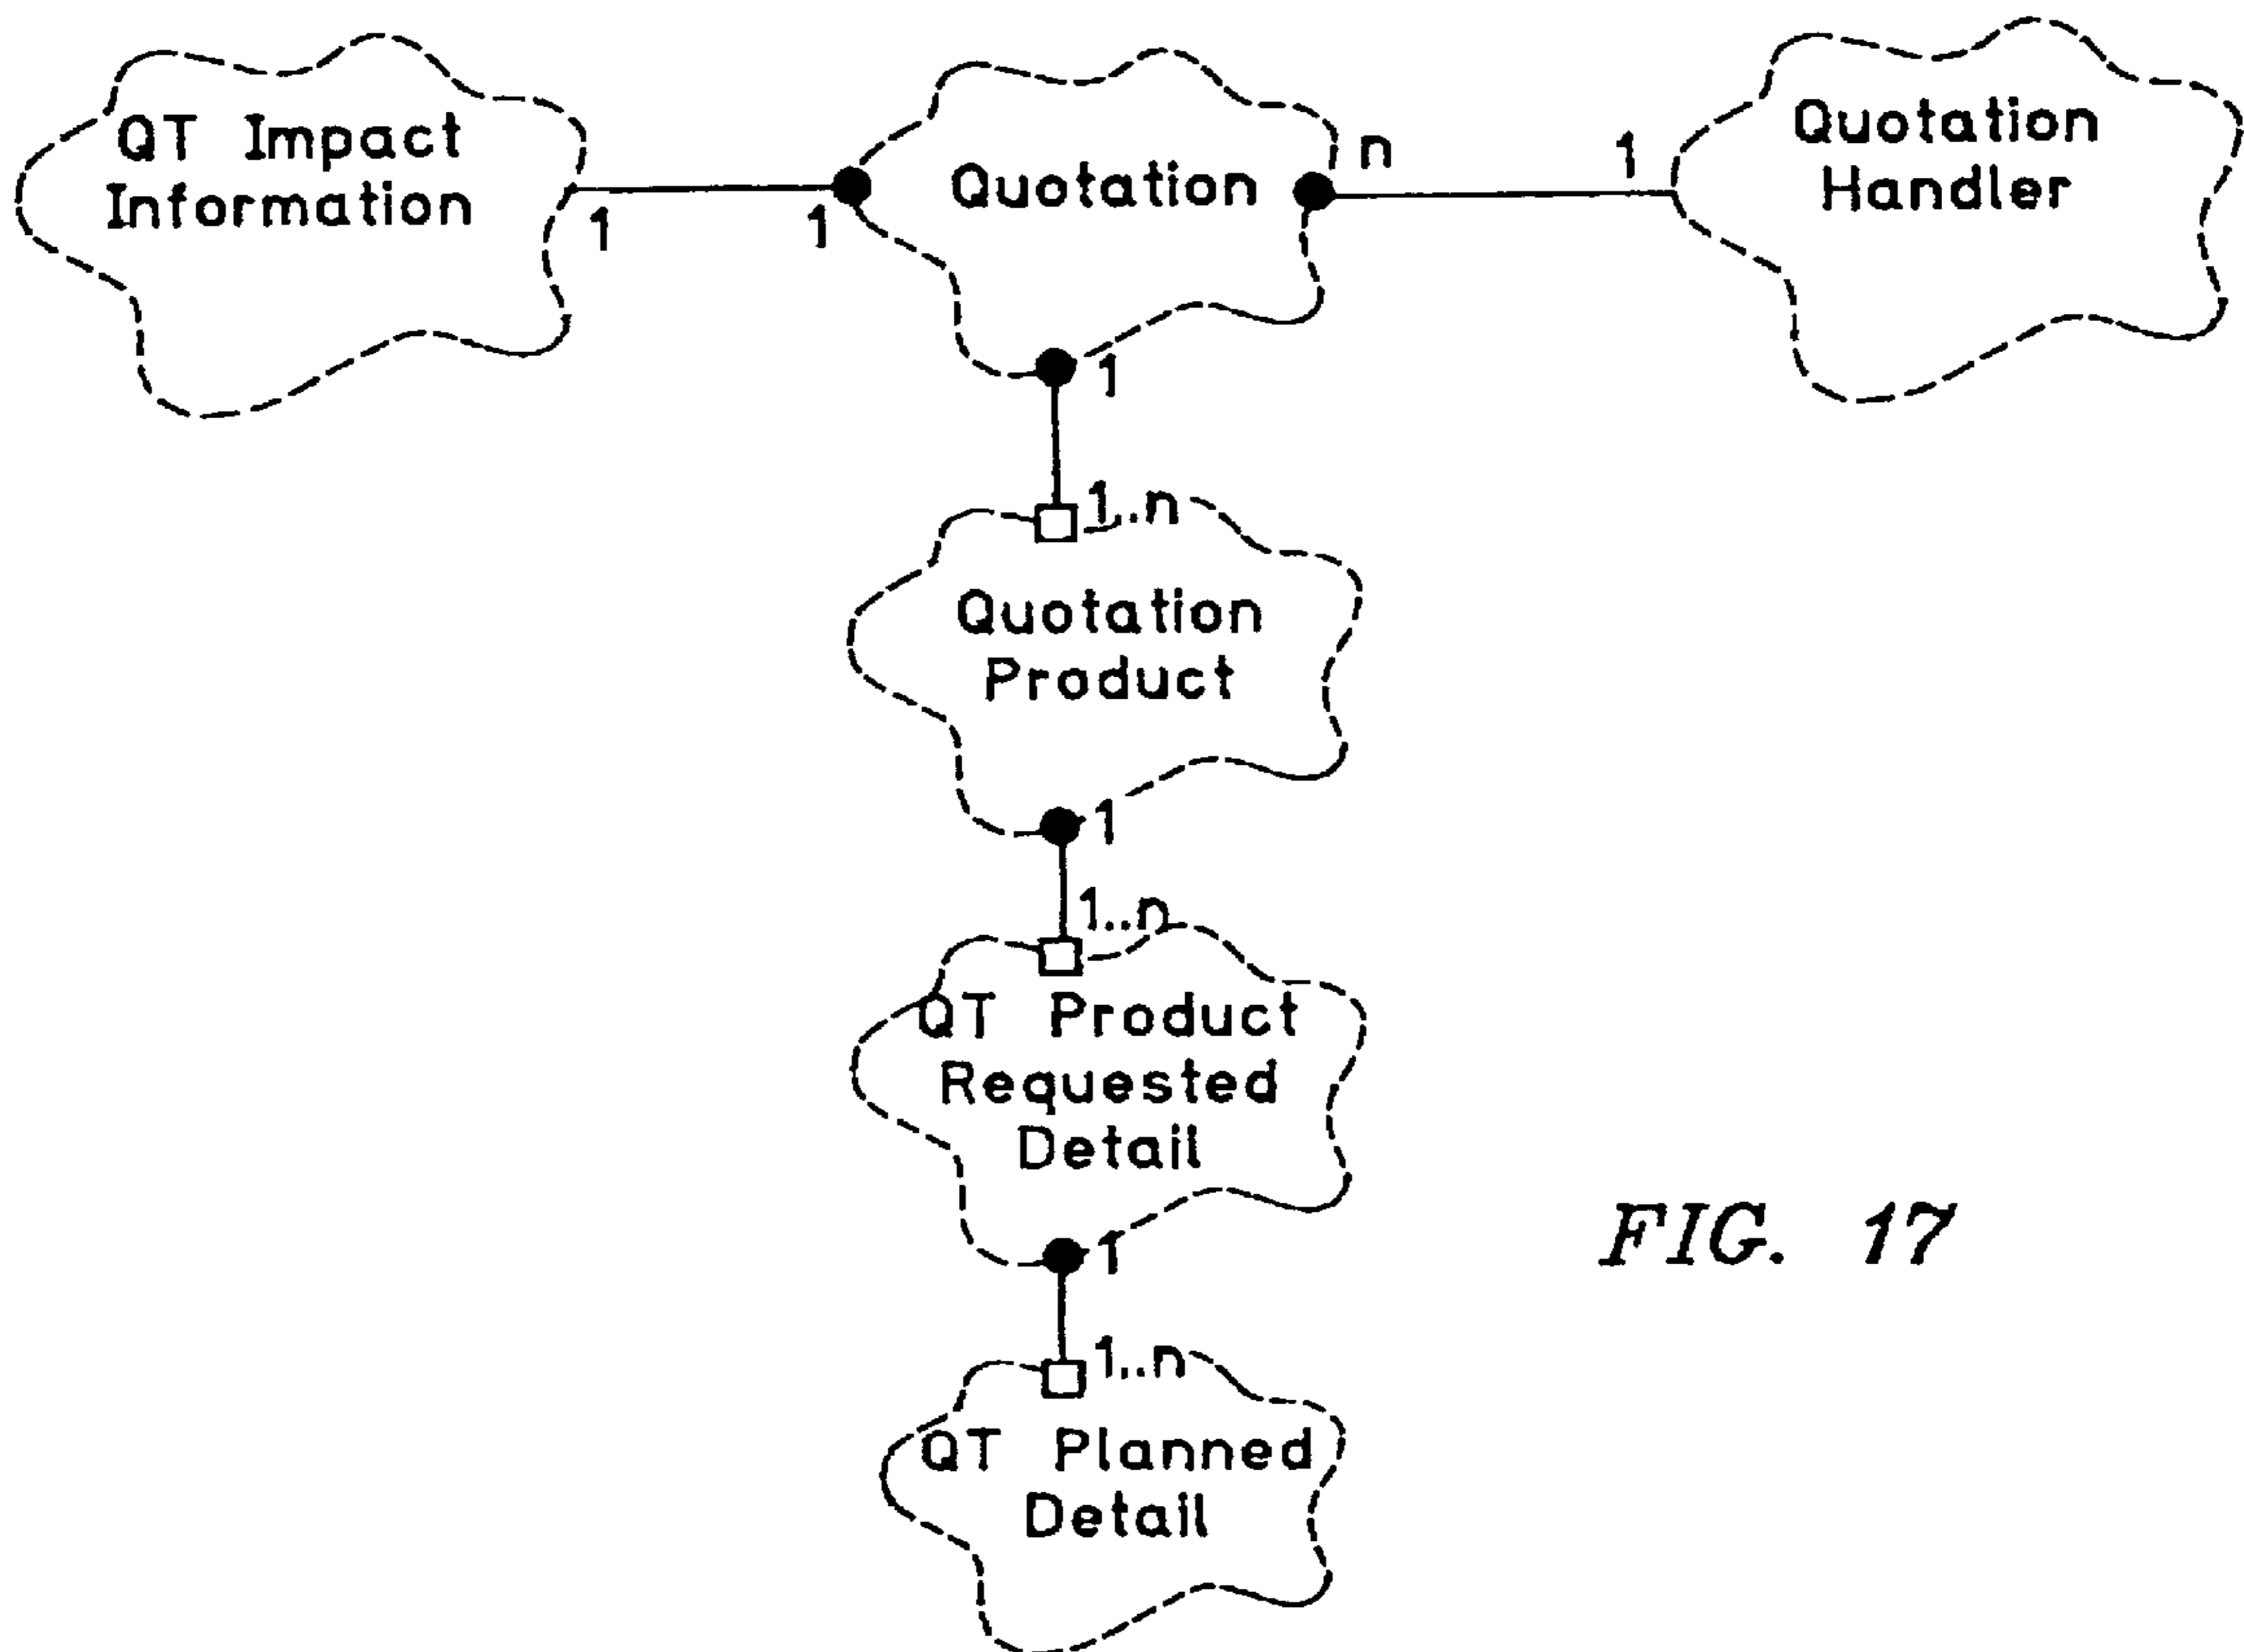 QT Impact
Information
1
1
Quotation
n
1
Quotation
Handler
1
1..n
Quotation
Product
1
1..n
QT Product
Requested
Detail
1
1..n
QT Planned
Detail
FIG. 17